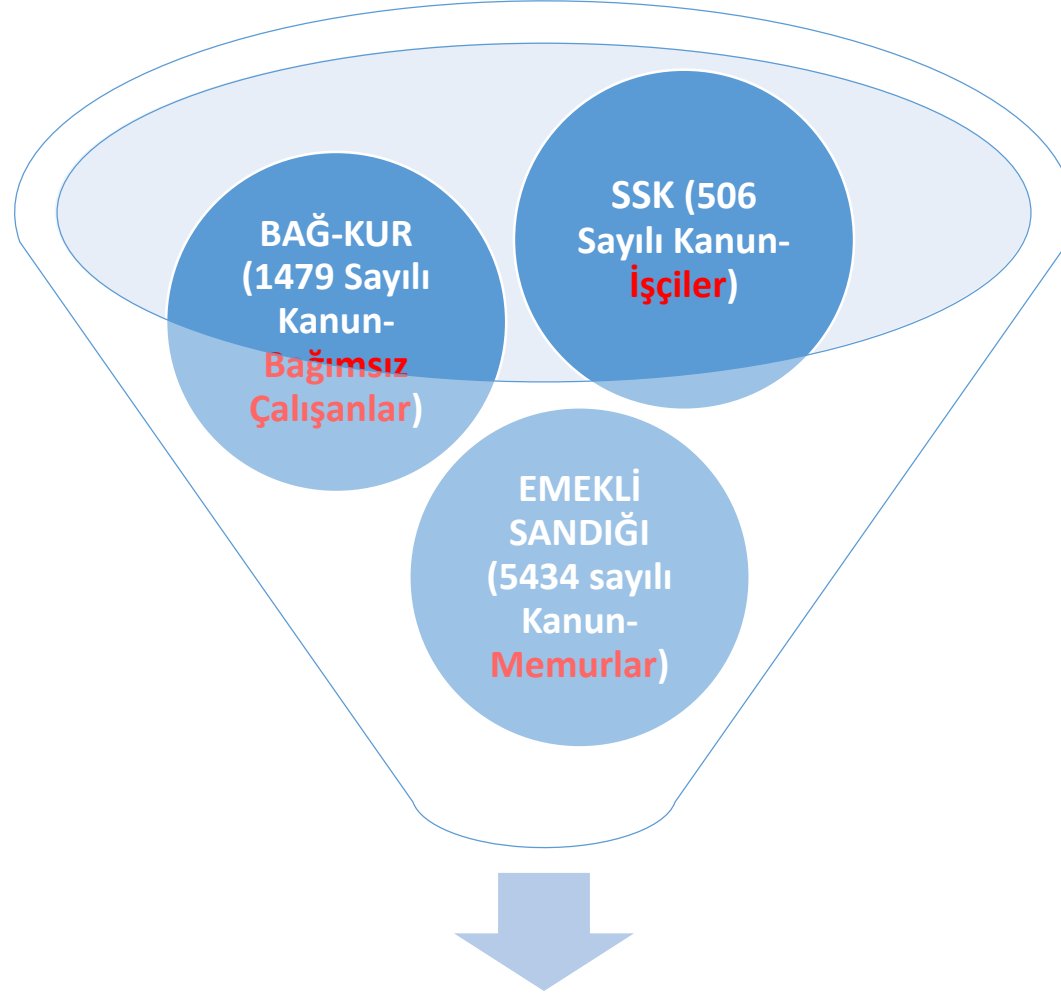 BAĞ-KUR
(1479 Sayılı
Kanun-
Bağımsız
Çalışanlar)
SSK (506
Sayılı Kanun-
İşçiler)
EMEKLİ
SANDIĞI
(5434 sayılı
Kanun-
Memurlar)